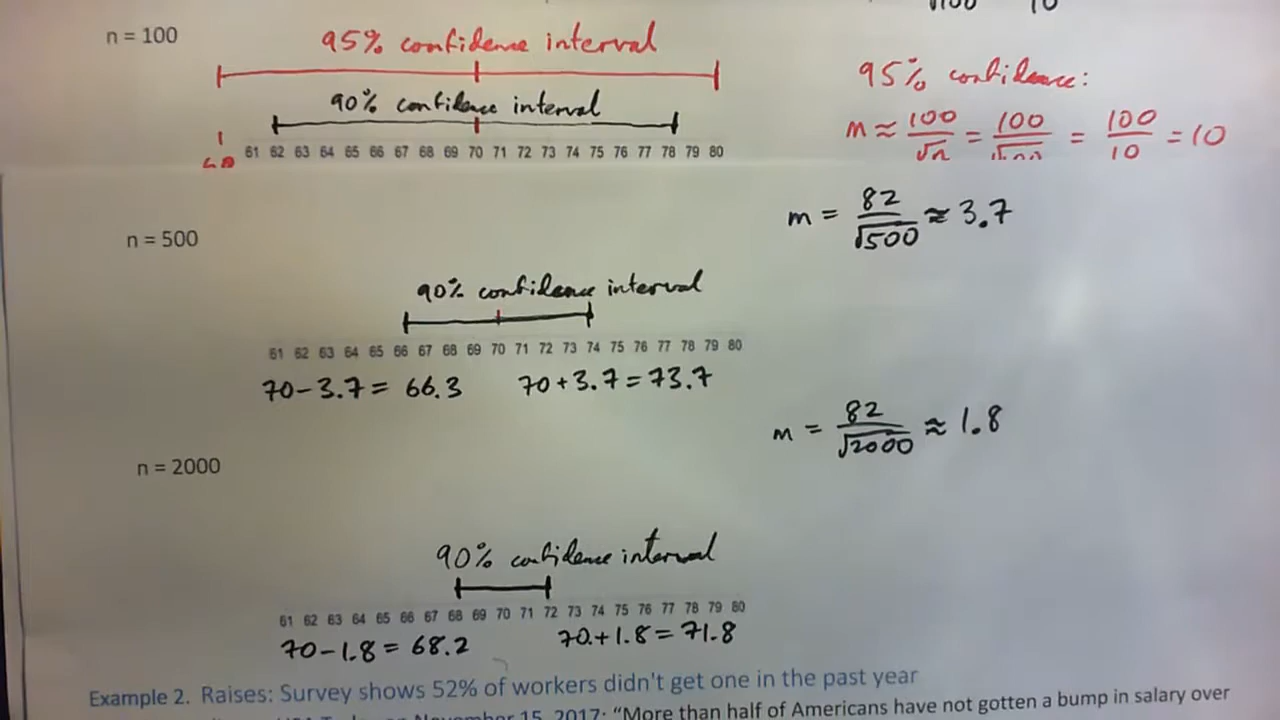 n = 100
95% confidence interval
90% confidence interval
61 62 63 64 65 66 67 68 69 70 71 72 73 74 75 76 77 78 79 80
95% confidence:
m ≈ 100/√n = 100/√100 = 100/10 = 10
n = 500
m = 82/√500 ≈ 3.7
90% confidence interval
61 62 63 64 65 66 67 68 69 70 71 72 73 74 75 76 77 78 79 80
70 - 3.7 = 66.3 70 + 3.7 = 73.7
m = 82/√2000 ≈ 1.8
n = 2000
90% confidence interval
61 62 63 64 65 66 67 68 69 70 71 72 73 74 75 76 77 78 79 80
70 - 1.8 = 68.2 70 + 1.8 = 71.8
Example 2. Raises: Survey shows 52% of workers didn't get one in the past year
November 15, 2017: “More than half of Americans have not gotten a bump in salary over